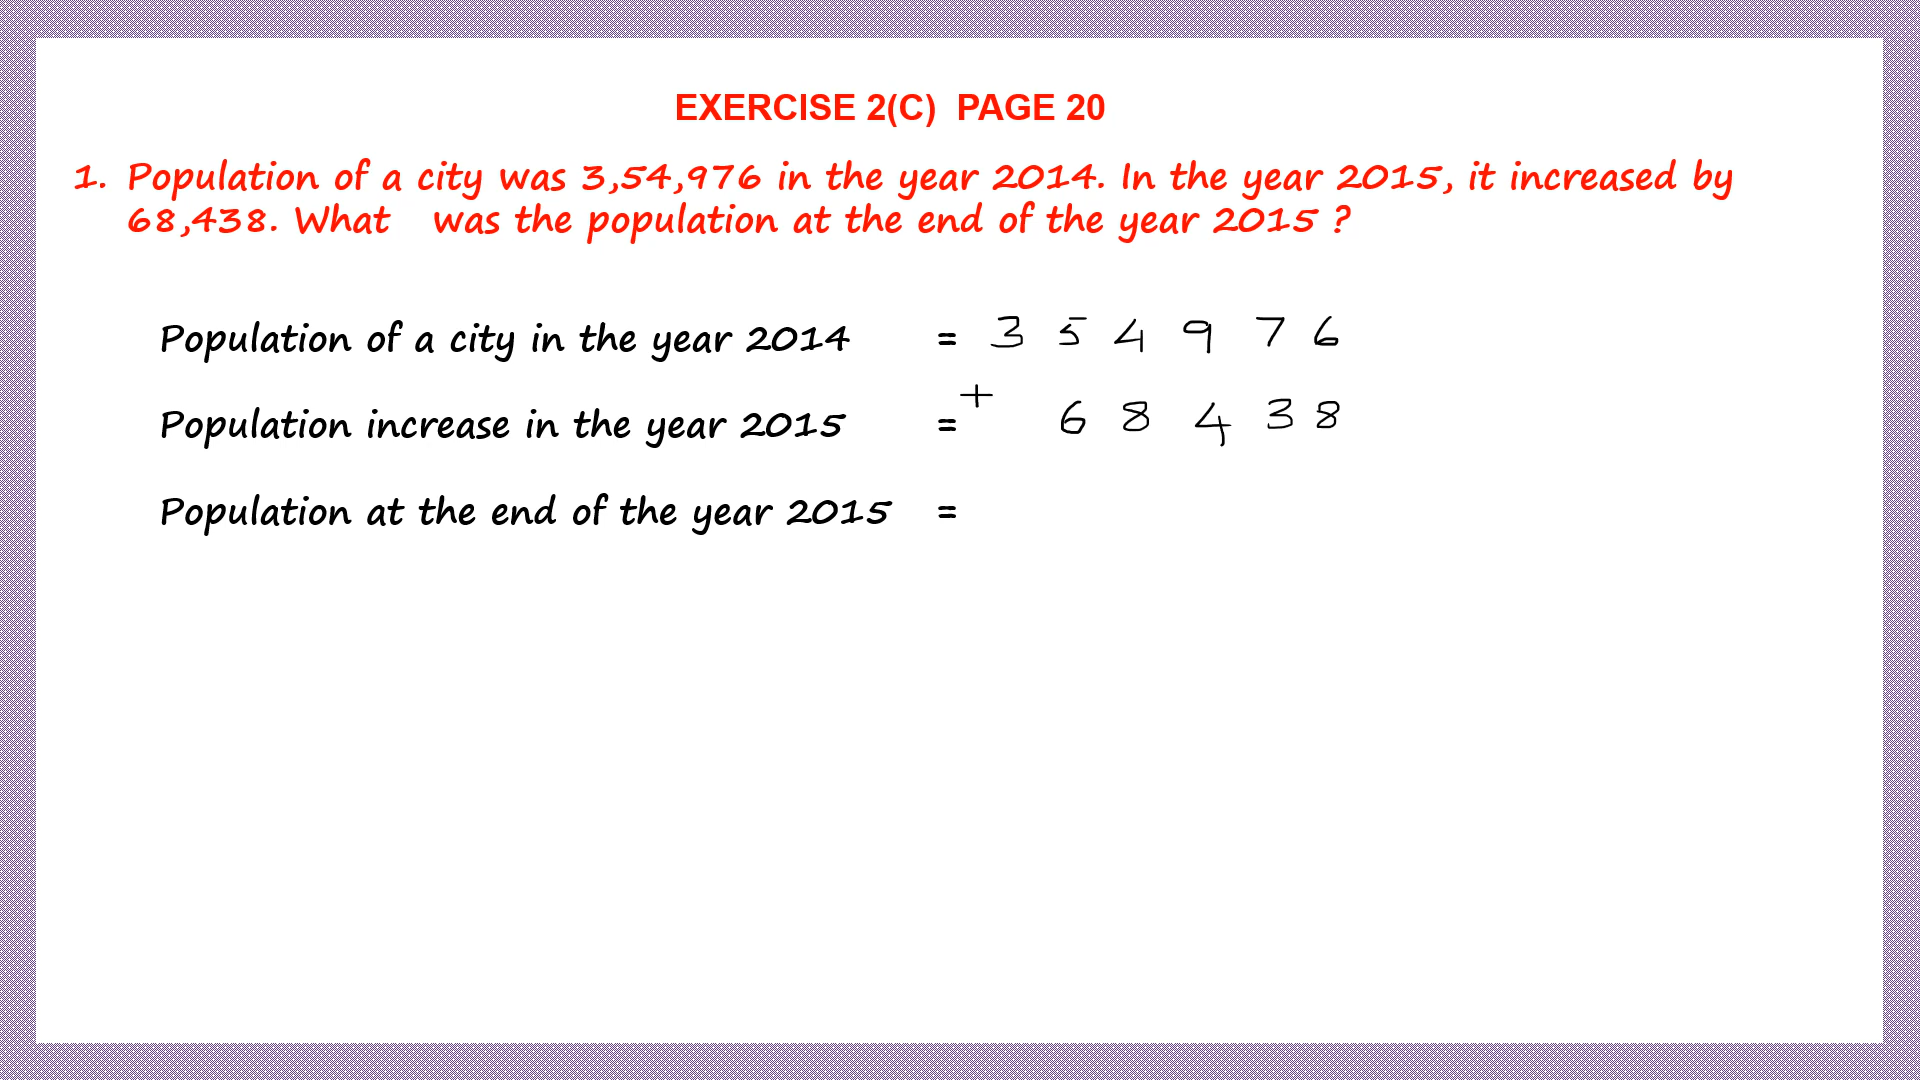 EXERCISE 2(C) PAGE 20
1. Population of a city was 3,54,976 in the year 2014. In the year 2015, it increased by
68,438. What was the population at the end of the year 2015 ?
Population of a city in the year 2014 = 3 5 4 9 7 6
Population increase in the year 2015 = + 6 8 4 3 8
Population at the end of the year 2015 =